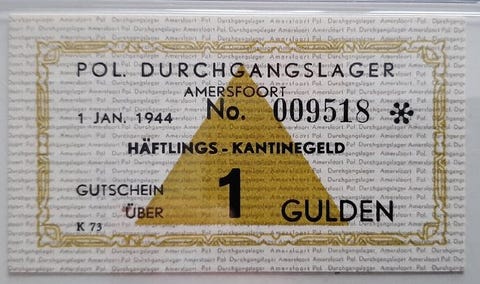 POL. DURCHGANGSLAGER
AMERSFOORT
1 JAN. 1944 No. 009518 *
HÄFTLINGS - KANTINEGELD
GUTSCHEIN
ÜBER 1 GULDEN
K 73